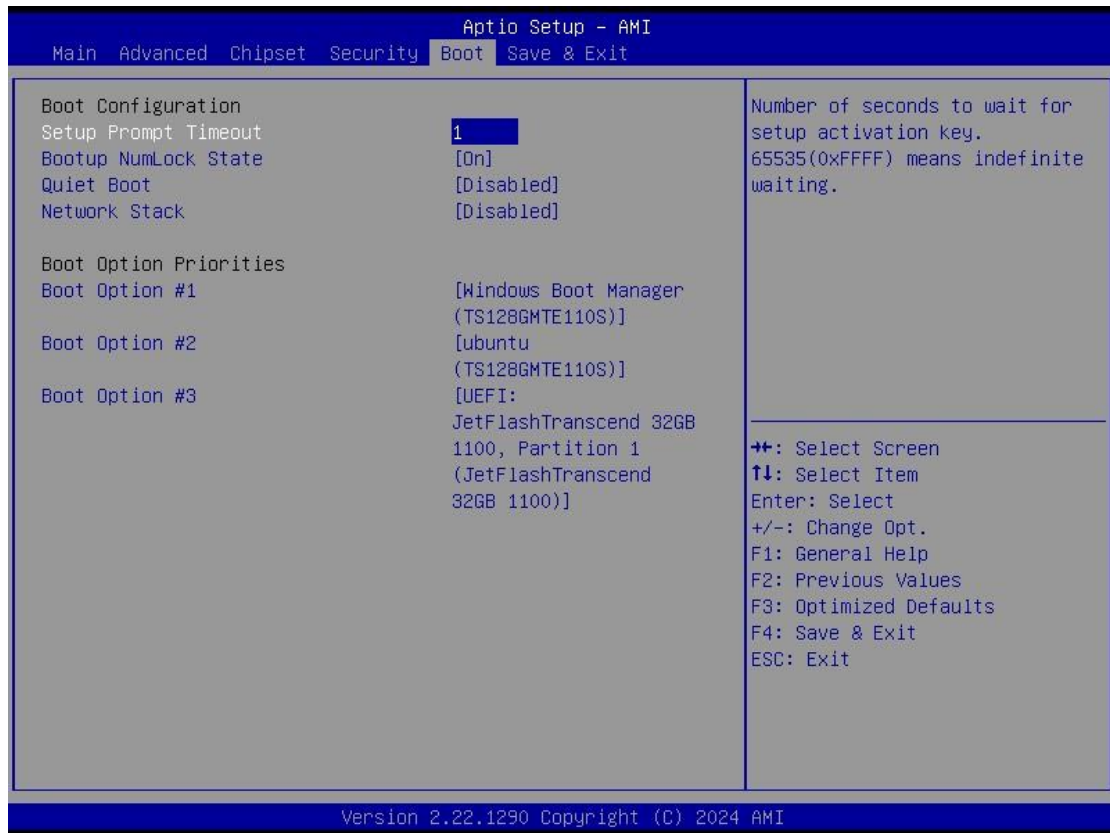 Aptio Setup – AMI
Main Advanced Chipset Security Boot Save & Exit
Boot Configuration
Setup Prompt Timeout 1
Bootup NumLock State [On]
Quiet Boot [Disabled]
Network Stack [Disabled]
Boot Option Priorities
Boot Option #1 [Windows Boot Manager
(TS128GMTE110S)]
Boot Option #2 [ubuntu
(TS128GMTE110S)]
Boot Option #3 [UEFI:
JetFlashTranscend 32GB
1100, Partition 1
(JetFlashTranscend
32GB 1100)]
Number of seconds to wait for
setup activation key.
65535(0xFFFF) means indefinite
waiting.
→←: Select Screen
↑↓: Select Item
Enter: Select
+/-: Change Opt.
F1: General Help
F2: Previous Values
F3: Optimized Defaults
F4: Save & Exit
ESC: Exit
Version 2.22.1290 Copyright (C) 2024 AMI